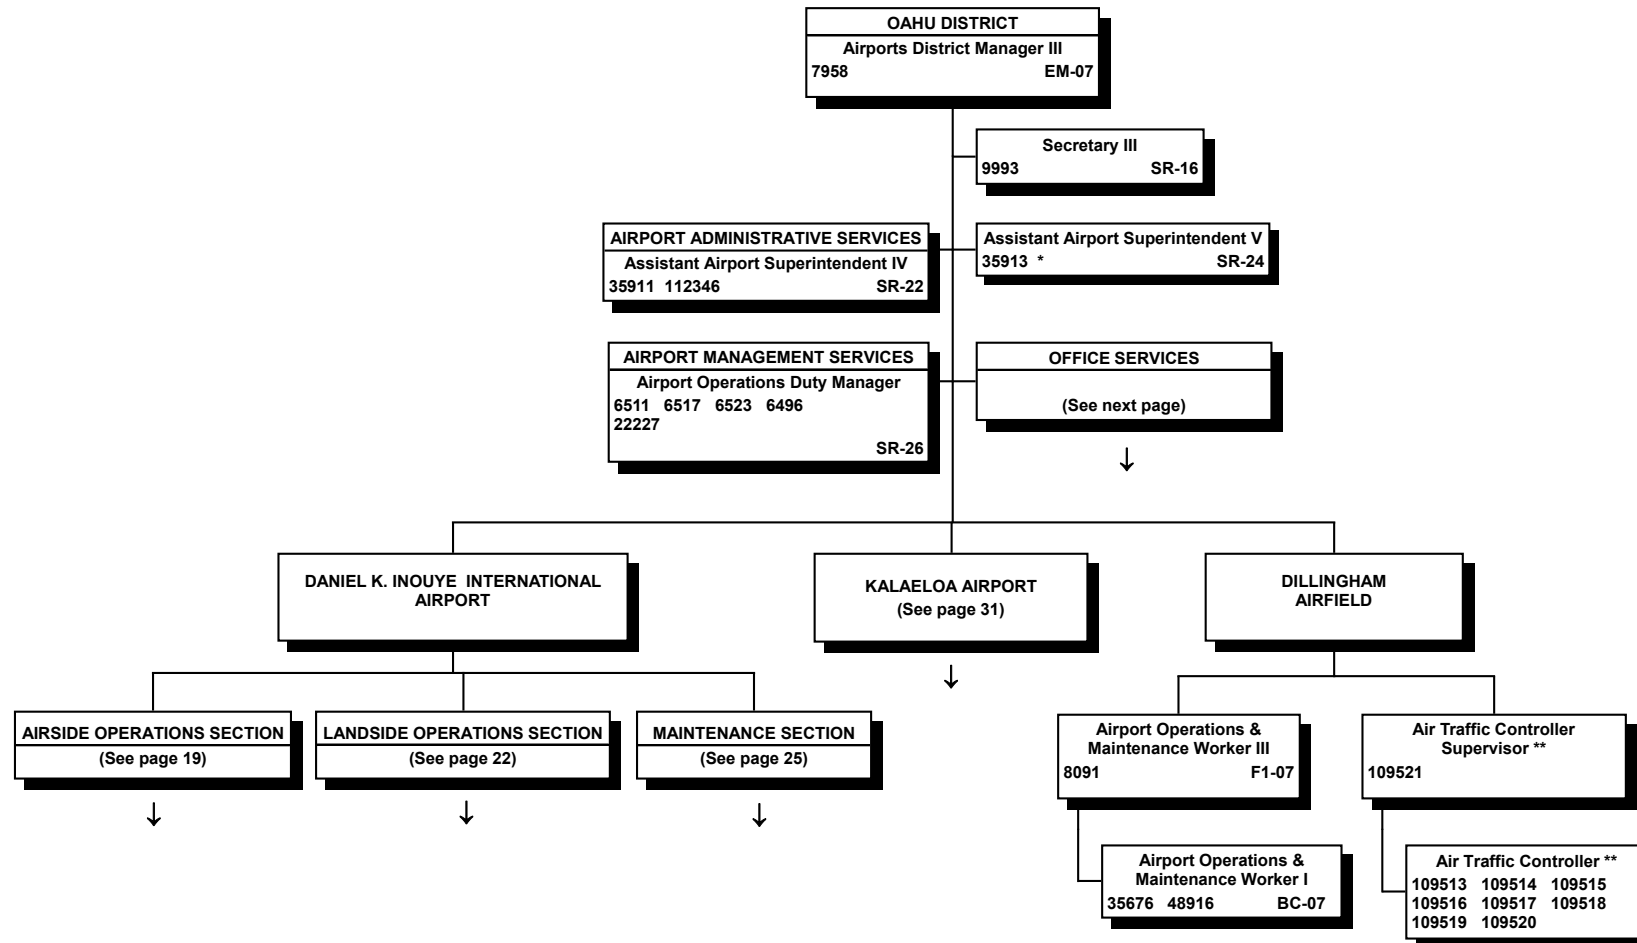 OAHU DISTRICT
Airports District Manager III
7958 EM-07
Secretary III
9993 SR-16
AIRPORT ADMINISTRATIVE SERVICES
Assistant Airport Superintendent IV
35911 112346 SR-22
Assistant Airport Superintendent V
35913 * SR-24
AIRPORT MANAGEMENT SERVICES
Airport Operations Duty Manager
6511 6517 6523 6496
22227
SR-26
OFFICE SERVICES
(See next page)
↓
DANIEL K. INOUYE INTERNATIONAL
AIRPORT
KALAELOA AIRPORT
(See page 31)
↓
DILLINGHAM
AIRFIELD
AIRSIDE OPERATIONS SECTION
(See page 19)
↓
LANDSIDE OPERATIONS SECTION
(See page 22)
↓
MAINTENANCE SECTION
(See page 25)
↓
Airport Operations &
Maintenance Worker III
8091 F1-07
Airport Operations &
Maintenance Worker I
35676 48916 BC-07
Air Traffic Controller
Supervisor **
109521
Air Traffic Controller **
109513 109514 109515
109516 109517 109518
109519 109520